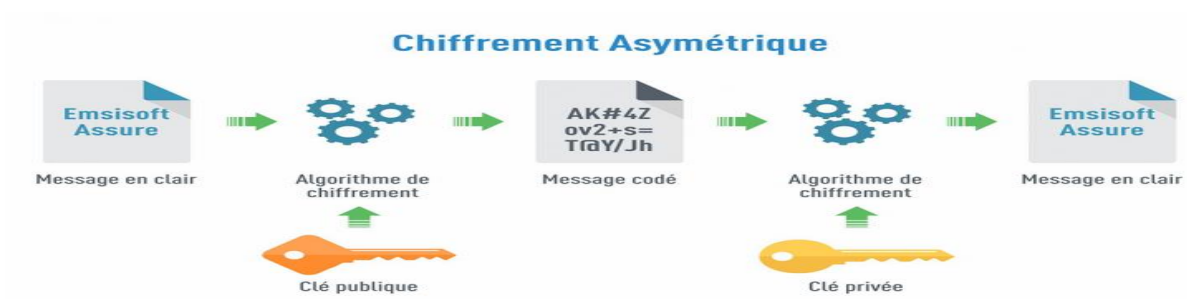 Chiffrement Asymétrique
Emsisoft
Assure
Message en clair
Algorithme de
chiffrement
AK#4Z
ov2+s=
T@Y/Jh
Message codé
Algorithme de
chiffrement
Emsisoft
Assure
Message en clair
Clé publique
Clé privée